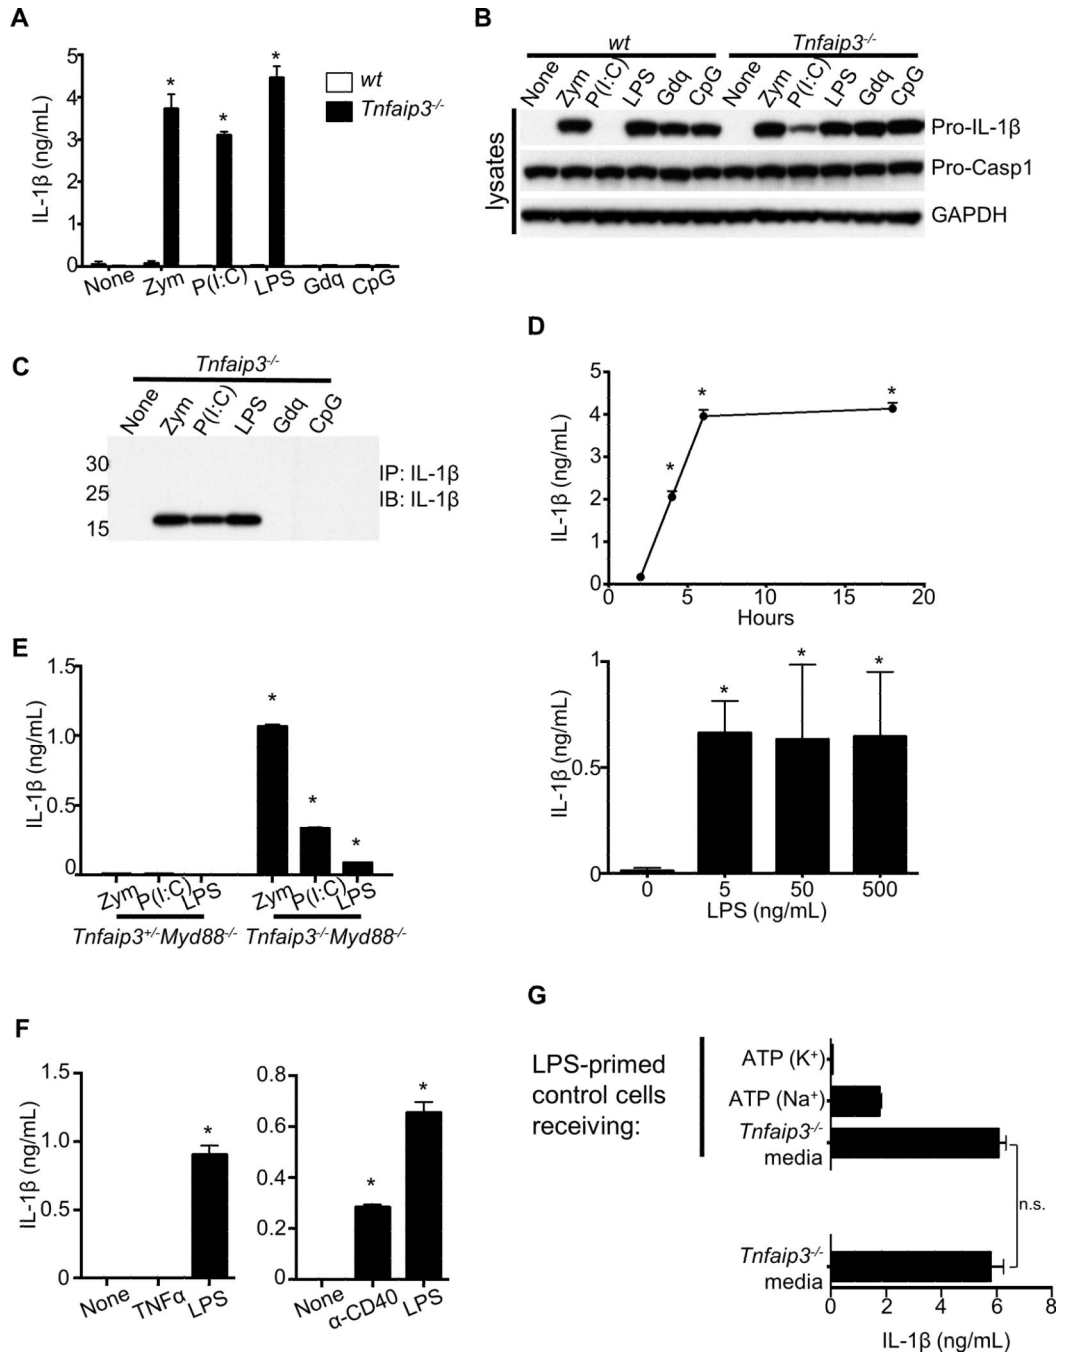 A
5
4
3
2
1
0
IL-1β (ng/mL)
*
*
*
wt
Tnfaip3-/-
None
Zym
P(I:C)
LPS
Gdq
CpG
B
wt
Tnfaip3-/-
None
Zym
P(I:C)
LPS
Gdq
CpG
None
Zym
P(I:C)
LPS
Gdq
CpG
lysates
Pro-IL-1β
Pro-Casp1
GAPDH
C
Tnfaip3-/-
None
Zym
P(I:C)
LPS
Gdq
CpG
30
25
15
IP: IL-1β
IB: IL-1β
D
5
4
3
2
1
0
IL-1β (ng/mL)
*
*
*
0
5
10
15
20
Hours
1
0.5
0
IL-1β (ng/mL)
*
*
*
0
5
50
500
LPS (ng/mL)
E
1.5
1.0
0.5
0
IL-1β (ng/mL)
*
*
*
Zym
P(I:C)
LPS
Zym
P(I:C)
LPS
Tnfaip3+/-Myd88-/-
Tnfaip3-/-Myd88-/-
F
1.5
1.0
0.5
0
IL-1β (ng/mL)
*
None
TNFα
LPS
0.8
0.6
0.4
0.2
0
*
*
None
α-CD40
LPS
G
LPS-primed
control cells
receiving:
ATP (K+)
ATP (Na+)
Tnfaip3-/-
media
n.s.
Tnfaip3-/-
media
0
2
4
6
8
IL-1β (ng/mL)